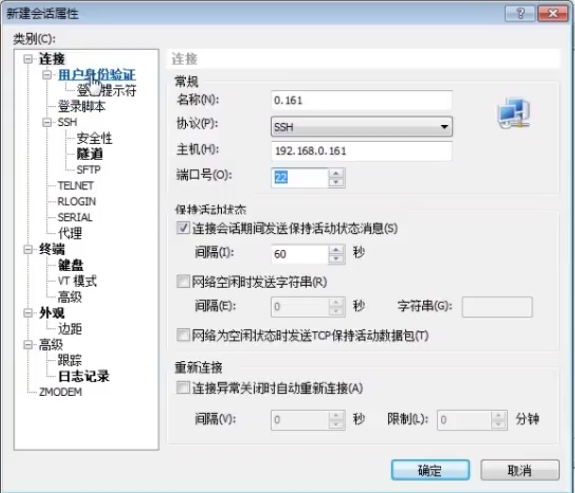 新建会话属性
类别(C):
连接
用户身份验证
登录提示符
登录脚本
SSH
安全性
隧道
SFTP
TELNET
RLOGIN
SERIAL
代理
终端
键盘
VT 模式
高级
外观
边距
高级
跟踪
日志记录
ZMODEM
连接
常规
名称(N): 0.161
协议(P): SSH
主机(H): 192.168.0.161
端口号(O): 22
保持活动状态
连接会话期间发送保持活动状态消息(S)
间隔(I): 60 秒
网络空闲时发送字符串(R)
间隔(E): 0 秒 字符串(G):
网络为空闲状态时发送TCP保持活动数据包(T)
重新连接
连接异常关闭时自动重新连接(A)
间隔(V): 0 秒 限制(L): 0 分钟
确定 取消